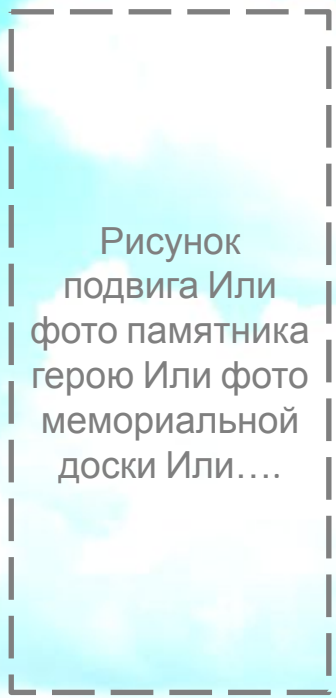 Рисунок
подвига Или
фото памятника
герою Или фото
мемориальной
доски Или….